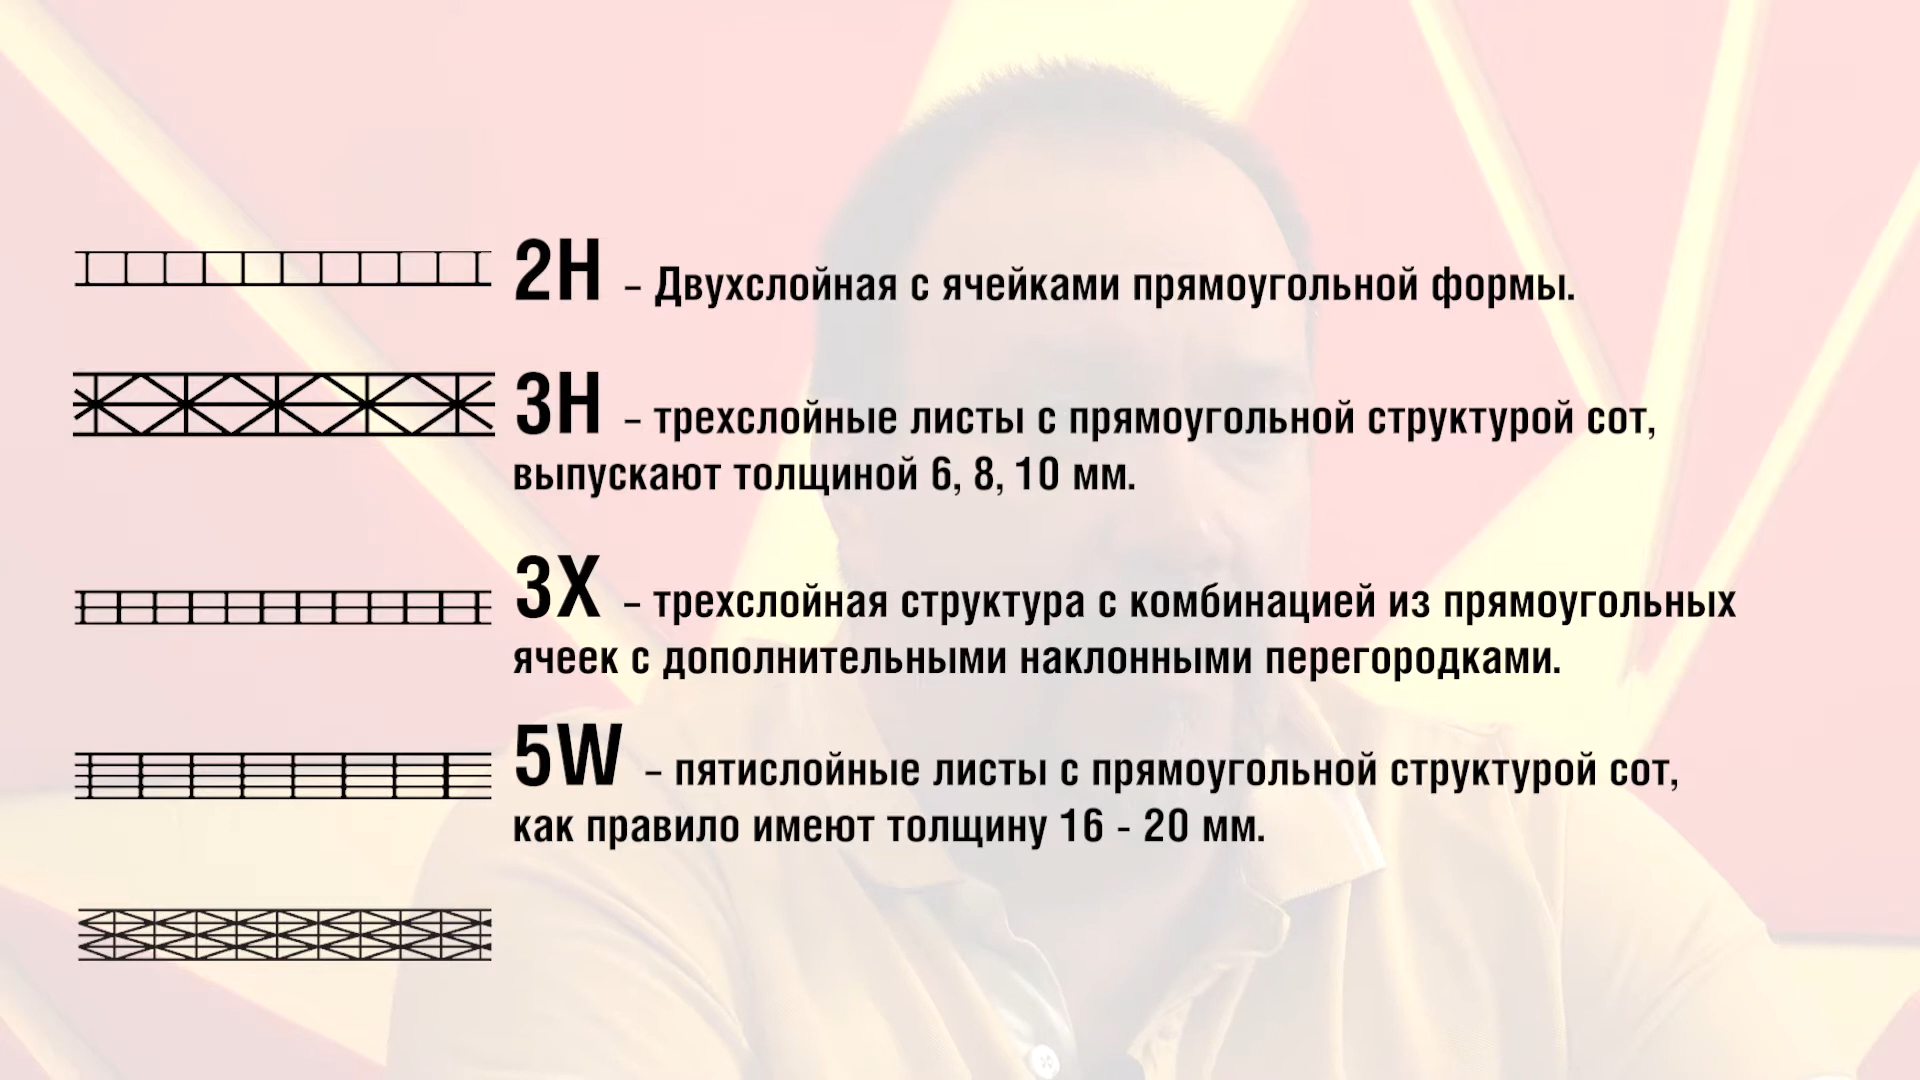 2H – Двухслойная с ячейками прямоугольной формы.
3H – трехслойные листы с прямоугольной структурой сот,
выпускают толщиной 6, 8, 10 мм.
3X – трехслойная структура с комбинацией из прямоугольных
ячеек с дополнительными наклонными перегородками.
5W – пятислойные листы с прямоугольной структурой сот,
как правило имеют толщину 16 - 20 мм.